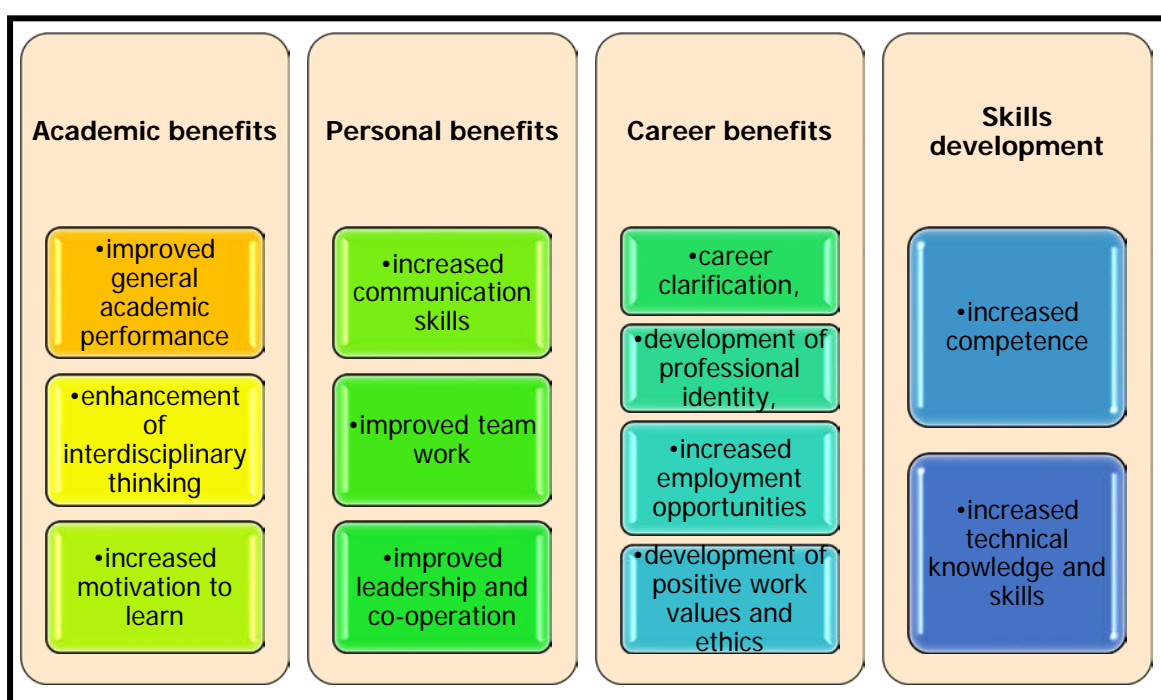 Academic benefits
•improved
general
academic
performance
•enhancement
of
interdisciplinary
thinking
•increased
motivation to
learn
Personal benefits
•increased
communication
skills
•improved team
work
•improved
leadership and
co-operation
Career benefits
•career
clarification,
•development of
professional
identity,
•increased
employment
opportunities
•development of
positive work
values and
ethics
Skills
development
•increased
competence
•increased
technical
knowledge and
skills